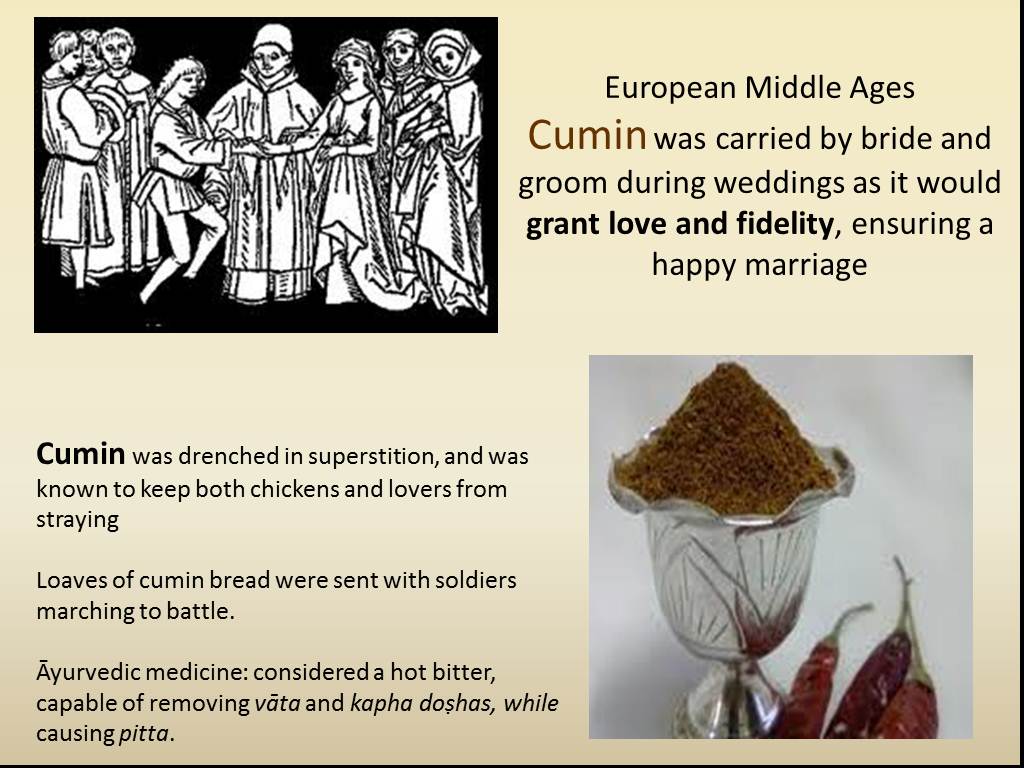 European Middle Ages
Cumin was carried by bride and
groom during weddings as it would
grant love and fidelity, ensuring a
happy marriage
Cumin was drenched in superstition, and was
known to keep both chickens and lovers from
straying
Loaves of cumin bread were sent with soldiers
marching to battle.
Āyurvedic medicine: considered a hot bitter,
capable of removing vāta and kapha doṣhas, while
causing pitta.